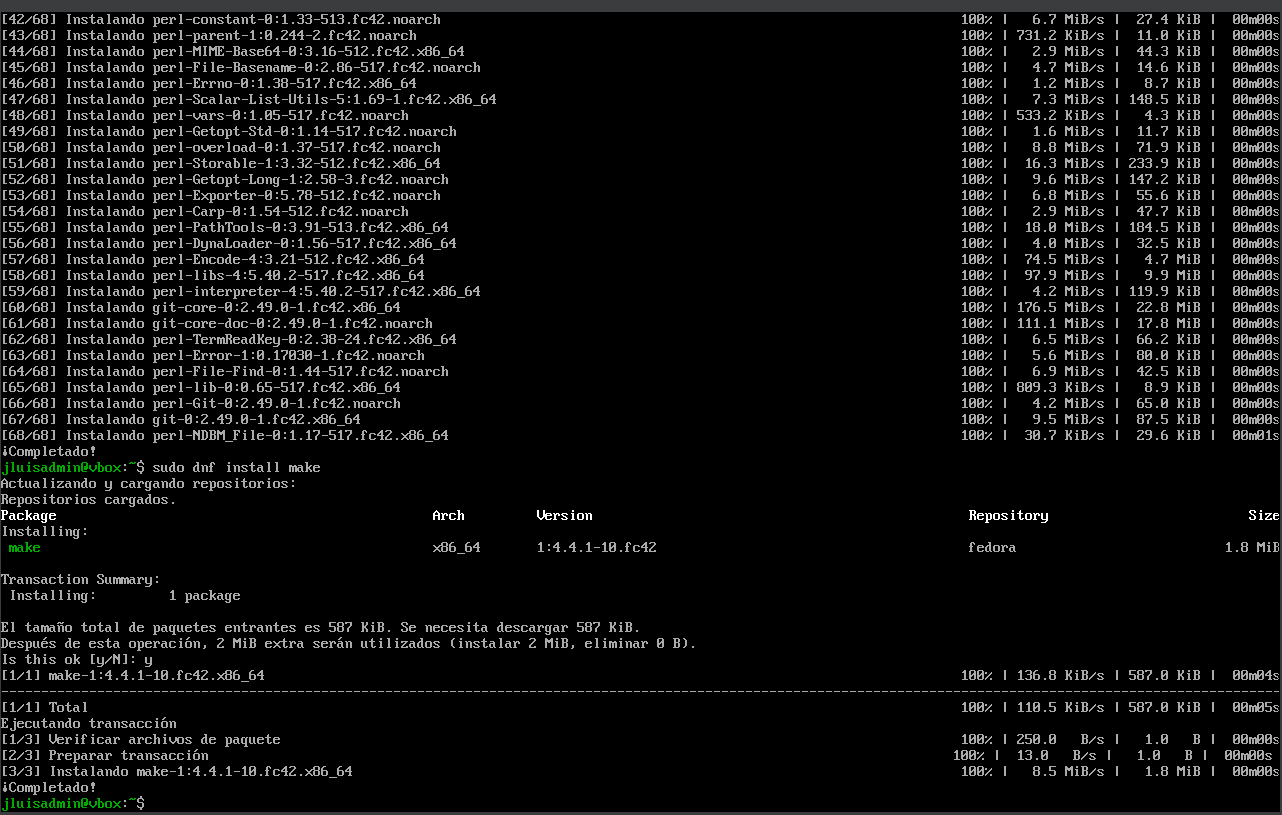 [42/68] Instalando perl-constant-0:1.33-513.fc42.noarch 100% | 6.7 MiB/s | 27.4 KiB | 00m00s
[43/68] Instalando perl-parent-1:0.244-2.fc42.noarch 100% | 731.2 KiB/s | 11.0 KiB | 00m00s
[44/68] Instalando perl-MIME-Base64-0:3.16-512.fc42.x86_64 100% | 2.9 MiB/s | 44.3 KiB | 00m00s
[45/68] Instalando perl-File-Basename-0:2.86-517.fc42.noarch 100% | 4.7 MiB/s | 14.6 KiB | 00m00s
[46/68] Instalando perl-Errno-0:1.38-517.fc42.x86_64 100% | 1.2 MiB/s | 8.7 KiB | 00m00s
[47/68] Instalando perl-Scalar-List-Utils-5:1.69-1.fc42.x86_64 100% | 7.3 MiB/s | 148.5 KiB | 00m00s
[48/68] Instalando perl-vars-0:1.05-517.fc42.noarch 100% | 533.2 KiB/s | 4.3 KiB | 00m00s
[49/68] Instalando perl-Getopt-Std-0:1.14-517.fc42.noarch 100% | 1.6 MiB/s | 11.7 KiB | 00m00s
[50/68] Instalando perl-overload-0:1.37-517.fc42.noarch 100% | 8.8 MiB/s | 71.9 KiB | 00m00s
[51/68] Instalando perl-Storable-1:3.32-512.fc42.x86_64 100% | 16.3 MiB/s | 233.9 KiB | 00m00s
[52/68] Instalando perl-Getopt-Long-1:2.58-3.fc42.noarch 100% | 9.6 MiB/s | 147.2 KiB | 00m00s
[53/68] Instalando perl-Exporter-0:5.78-512.fc42.noarch 100% | 6.8 MiB/s | 55.6 KiB | 00m00s
[54/68] Instalando perl-Carp-0:1.54-512.fc42.noarch 100% | 2.9 MiB/s | 47.7 KiB | 00m00s
[55/68] Instalando perl-PathTools-0:3.91-513.fc42.x86_64 100% | 18.0 MiB/s | 184.5 KiB | 00m00s
[56/68] Instalando perl-DynaLoader-0:1.56-517.fc42.x86_64 100% | 4.0 MiB/s | 32.5 KiB | 00m00s
[57/68] Instalando perl-Encode-4:3.21-512.fc42.x86_64 100% | 74.5 MiB/s | 4.7 MiB | 00m00s
[58/68] Instalando perl-libs-4:5.40.2-517.fc42.x86_64 100% | 97.9 MiB/s | 9.9 MiB | 00m00s
[59/68] Instalando perl-interpreter-4:5.40.2-517.fc42.x86_64 100% | 4.2 MiB/s | 119.9 KiB | 00m00s
[60/68] Instalando git-core-0:2.49.0-1.fc42.x86_64 100% | 176.5 MiB/s | 22.8 MiB | 00m00s
[61/68] Instalando git-core-doc-0:2.49.0-1.fc42.noarch 100% | 111.1 MiB/s | 17.8 MiB | 00m00s
[62/68] Instalando perl-TermReadKey-0:2.38-24.fc42.x86_64 100% | 6.5 MiB/s | 66.2 KiB | 00m00s
[63/68] Instalando perl-Error-1:0.17030-1.fc42.noarch 100% | 5.6 MiB/s | 80.0 KiB | 00m00s
[64/68] Instalando perl-File-Find-0:1.44-517.fc42.noarch 100% | 6.9 MiB/s | 42.5 KiB | 00m00s
[65/68] Instalando perl-lib-0:0.65-517.fc42.x86_64 100% | 809.3 KiB/s | 8.9 KiB | 00m00s
[66/68] Instalando perl-Git-0:2.49.0-1.fc42.noarch 100% | 4.2 MiB/s | 65.0 KiB | 00m00s
[67/68] Instalando git-0:2.49.0-1.fc42.x86_64 100% | 9.5 MiB/s | 87.5 KiB | 00m00s
[68/68] Instalando perl-NDBM_File-0:1.17-517.fc42.x86_64 100% | 30.7 MiB/s | 29.6 KiB | 00m01s
¡Completado!
jluisadmin@vbox:~$ sudo dnf install make
Actualizando y cargando repositorios:
Repositorios cargados.
Package Arch Version Repository Size
Installing:
make x86_64 1:4.4.1-10.fc42 fedora 1.8 MiB
Transaction Summary:
Installing: 1 package
El tamaño total de paquetes entrantes es 587 KiB. Se necesita descargar 587 KiB.
Después de esta operación, 2 MiB extra serán utilizados (instalar 2 MiB, eliminar 0 B).
Is this ok [y/N]: y
[1/1] make-1:4.4.1-10.fc42.x86_64 100% | 136.8 KiB/s | 587.0 KiB | 00m04s
--------------------------------------------------------------------------------
[1/1] Total 100% | 110.5 KiB/s | 587.0 KiB | 00m05s
Ejecutando transacción
[1/3] Verificar archivos de paquete 100% | 250.0 B/s | 1.0 B | 00m00s
[2/3] Preparar transacción 100% | 13.0 B/s | 1.0 B | 00m00s
[3/3] Instalando make-1:4.4.1-10.fc42.x86_64 100% | 8.5 MiB/s | 1.8 MiB | 00m00s
¡Completado!
jluisadmin@vbox:~$